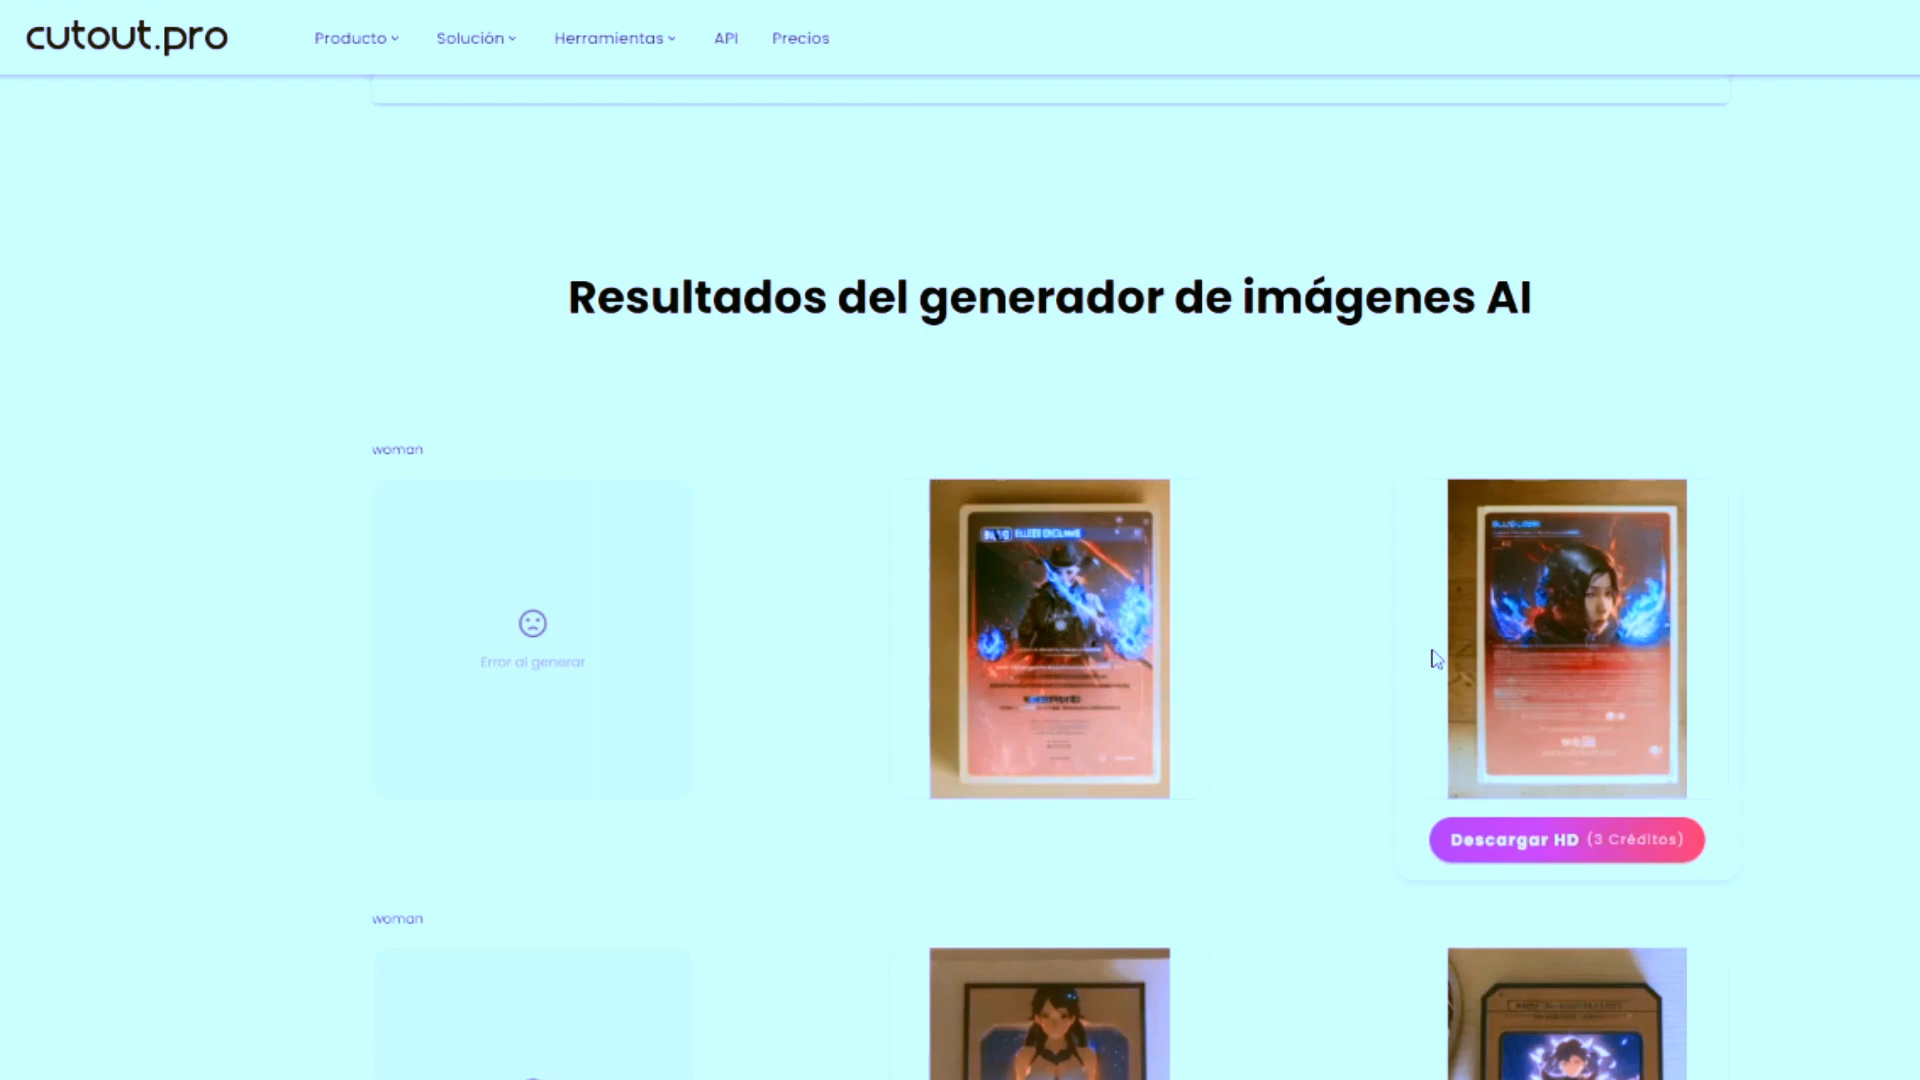 cutout.pro
Producto Solución Herramientas API Precios
Resultados del generador de imágenes AI
woman
Error al generar
Descargar HD (3 Créditos)
woman